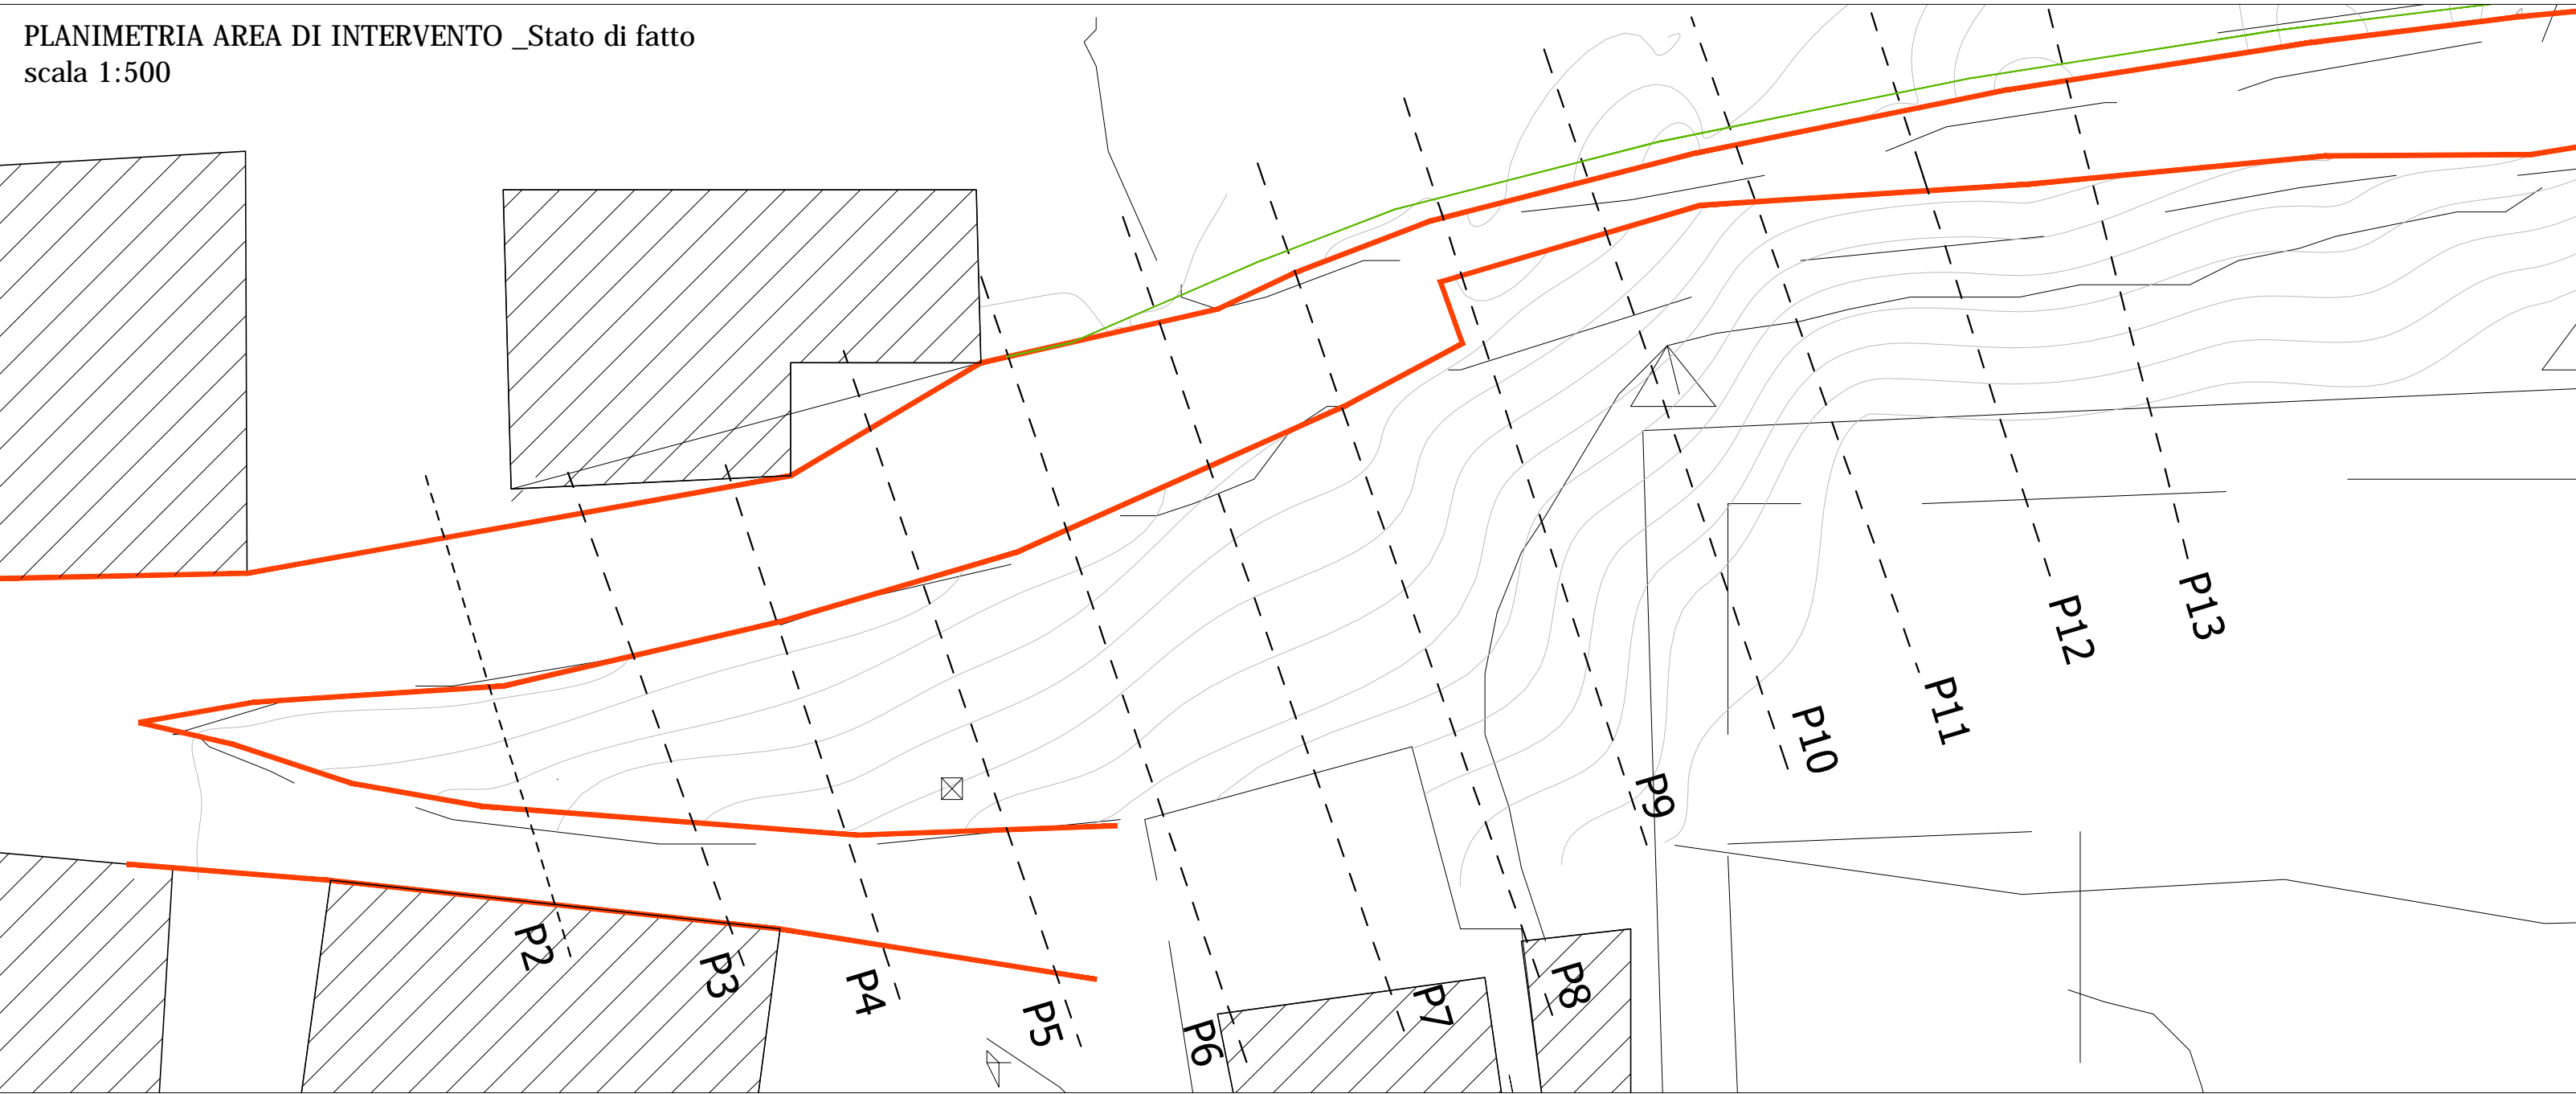 PLANIMETRIA AREA DI INTERVENTO _Stato di fatto
scala 1:500
P2
P3
P4
P5
P6
P7
P8
P9
P10
P11
P12
P13